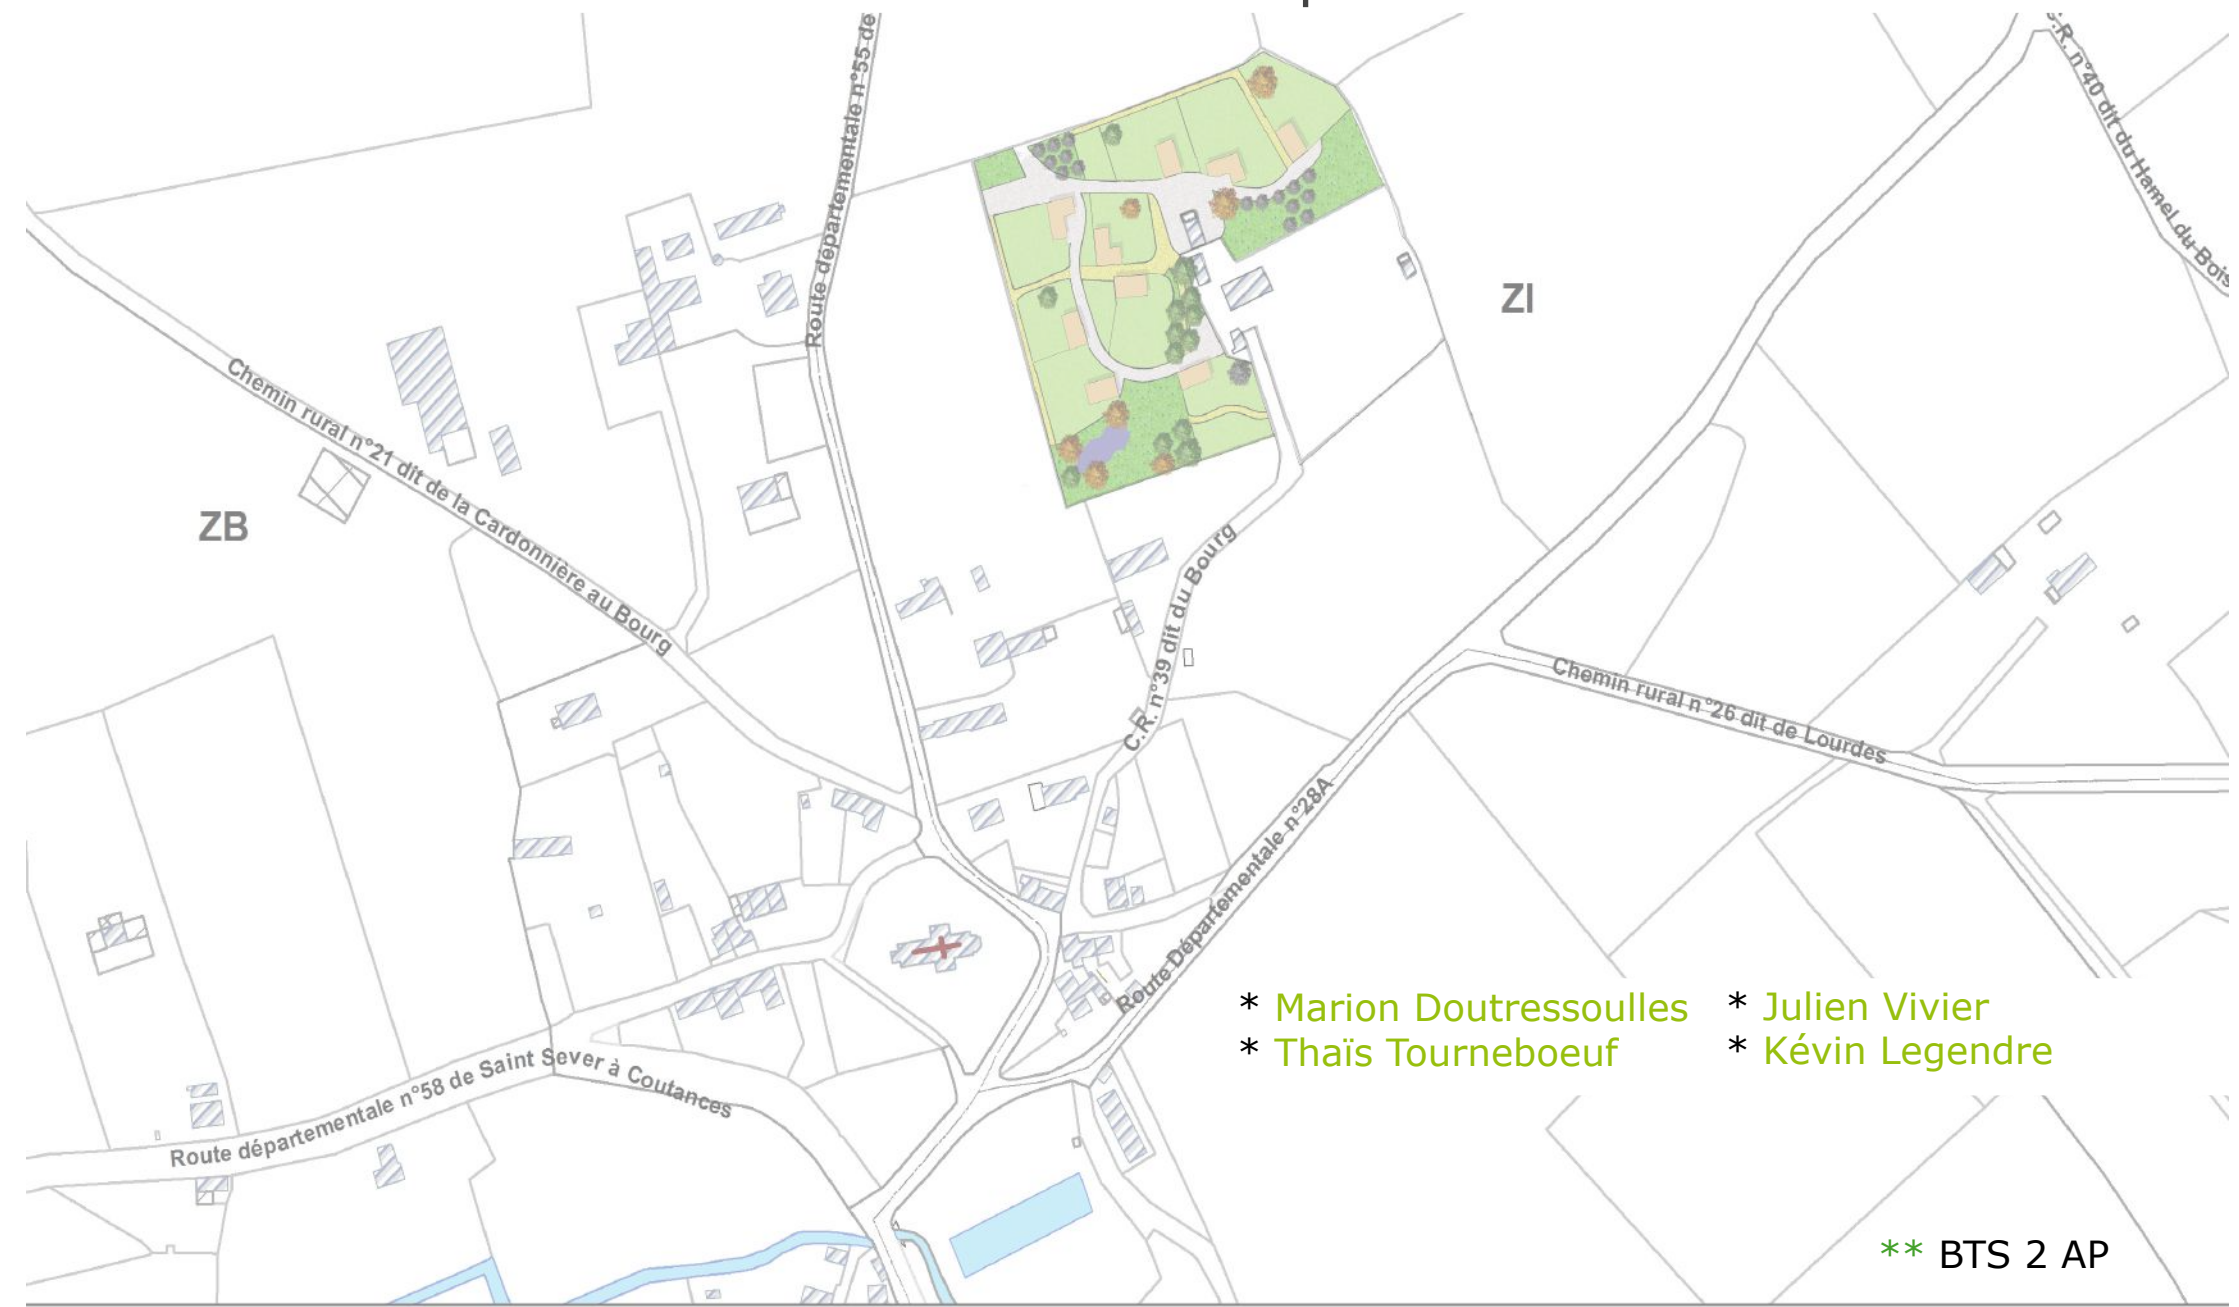 Route départementale n°55 de
C.R. n°40 dit du Hamel du Bois
ZI
Chemin rural n°21 dit de la Cardonnière au Bourg
ZB
C.R. n°39 dit du Bourg
Chemin rural n°26 dit de Lourdes
Route Départementale n°28A
* Marion Doutressoulles * Julien Vivier
* Thaïs Tourneboeuf * Kévin Legendre
Route départementale n°58 de Saint Sever à Coutances
** BTS 2 AP